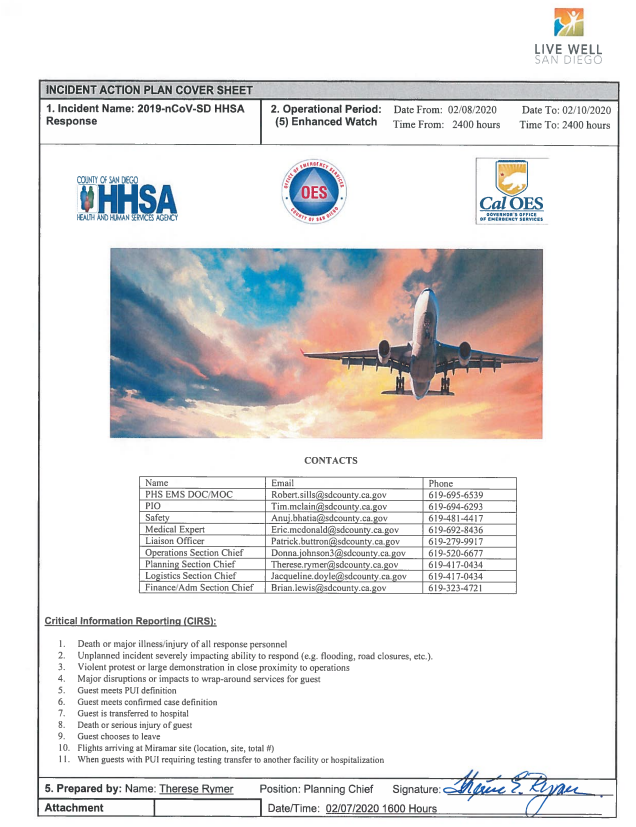 LIVE WELL
SAN DIEGO
INCIDENT ACTION PLAN COVER SHEET
1. Incident Name: 2019-nCoV-SD HHSA
Response
2. Operational Period:
(5) Enhanced Watch
Date From: 02/08/2020 Date To: 02/10/2020
Time From: 2400 hours Time To: 2400 hours
COUNTY OF SAN DIEGO
HHSA
HEALTH AND HUMAN SERVICES AGENCY
OFFICE OF EMERGENCY SERVICES
OES
COUNTY OF SAN DIEGO
Cal OES
GOVERNOR'S OFFICE
OF EMERGENCY SERVICES
CONTACTS
Name Email Phone
PHS EMS DOC/MOC Robert.sills@sdcounty.ca.gov 619-695-6539
PIO Tim.mclain@sdcounty.ca.gov 619-694-6293
Safety Anuj.bhatia@sdcounty.ca.gov 619-481-4417
Medical Expert Eric.mcdonald@sdcounty.ca.gov 619-692-8436
Liaison Officer Patrick.buttron@sdcounty.ca.gov 619-279-9917
Operations Section Chief Donna.johnson3@sdcounty.ca.gov 619-520-6677
Planning Section Chief Therese.rymer@sdcounty.ca.gov 619-417-0434
Logistics Section Chief Jacqueline.doyle@sdcounty.ca.gov 619-417-0434
Finance/Adm Section Chief Brian.lewis@sdcounty.ca.gov 619-323-4721
Critical Information Reporting (CIRS):
1. Death or major illness/injury of all response personnel
2. Unplanned incident severely impacting ability to respond (e.g. flooding, road closures, etc.).
3. Violent protest or large demonstration in close proximity to operations
4. Major disruptions or impacts to wrap-around services for guest
5. Guest meets PUI definition
6. Guest meets confirmed case definition
7. Guest is transferred to hospital
8. Death or serious injury of guest
9. Guest chooses to leave
10. Flights arriving at Miramar site (location, site, total #)
11. When guests with PUI requiring testing transfer to another facility or hospitalization
5. Prepared by: Name: Therese Rymer Position: Planning Chief Signature: Therese E. Rymer
Attachment Date/Time: 02/07/2020 1600 Hours